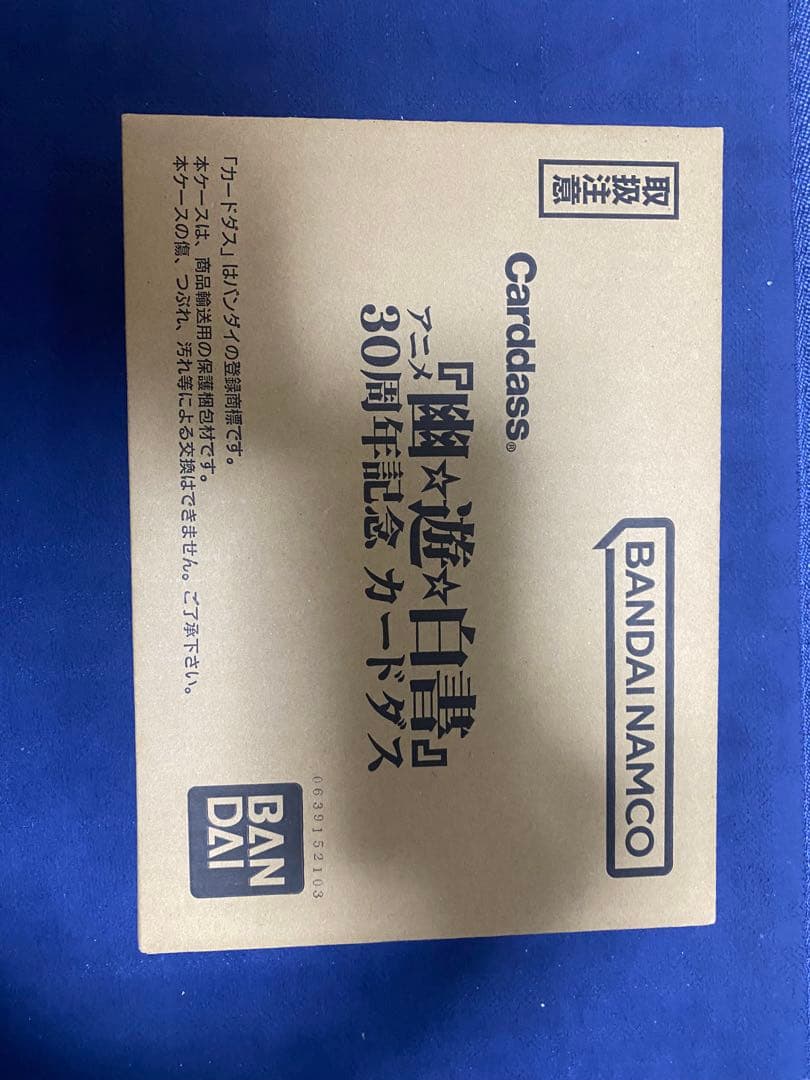 取扱
注意
BANDAI NAMCO
Carddass®
アニメ『幽☆遊☆白書』
30周年記念 カードダス
「カードダス」はバンダイの登録商標です。
本ケースは、商品輸送用の保護梱包材です。
本ケースの傷、つぶれ、汚れ等による交換はできません。ご了承下さい。
0639152103
BAN
DAI